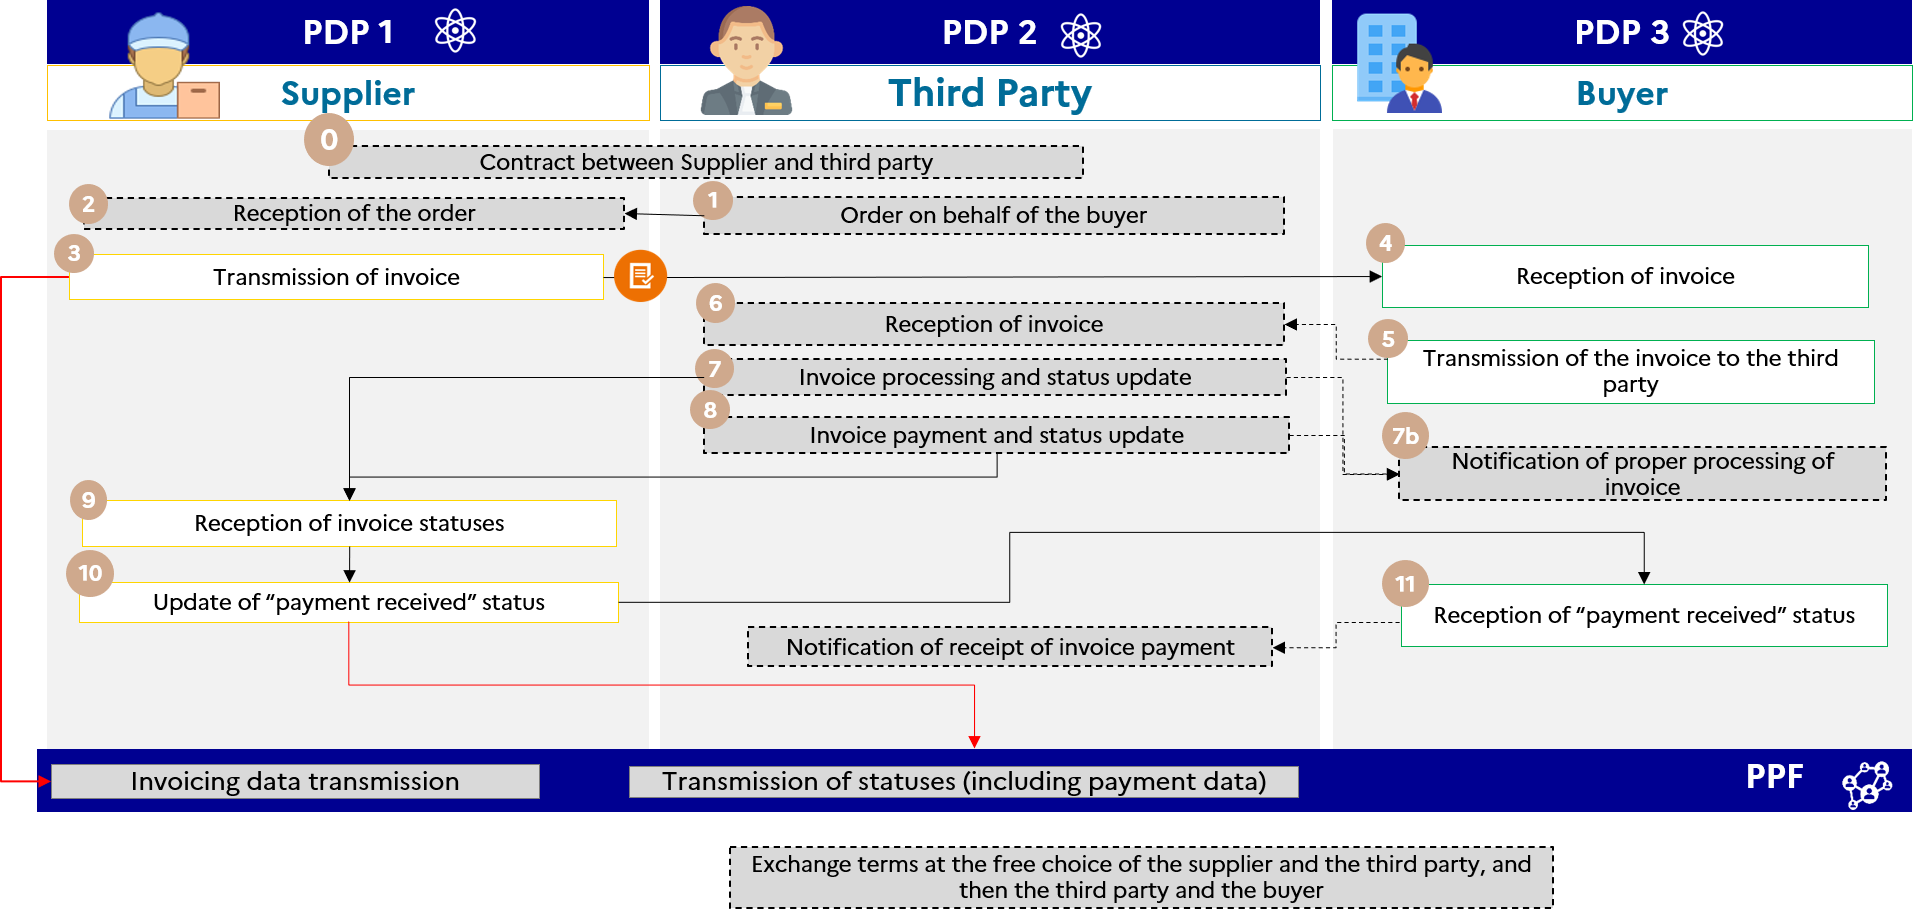 PDP 1
PDP 2
PDP 3
Supplier
Third Party
Buyer
0
Contract between Supplier and third party
2
Reception of the order
1
Order on behalf of the buyer
3
Transmission of invoice
4
Reception of invoice
6
Reception of invoice
5
Transmission of the invoice to the third
party
7
Invoice processing and status update
8
Invoice payment and status update
7b
Notification of proper processing of
invoice
9
Reception of invoice statuses
10
Update of “payment received” status
11
Reception of “payment received” status
Notification of receipt of invoice payment
Invoicing data transmission
Transmission of statuses (including payment data)
PPF
Exchange terms at the free choice of the supplier and the third party, and
then the third party and the buyer